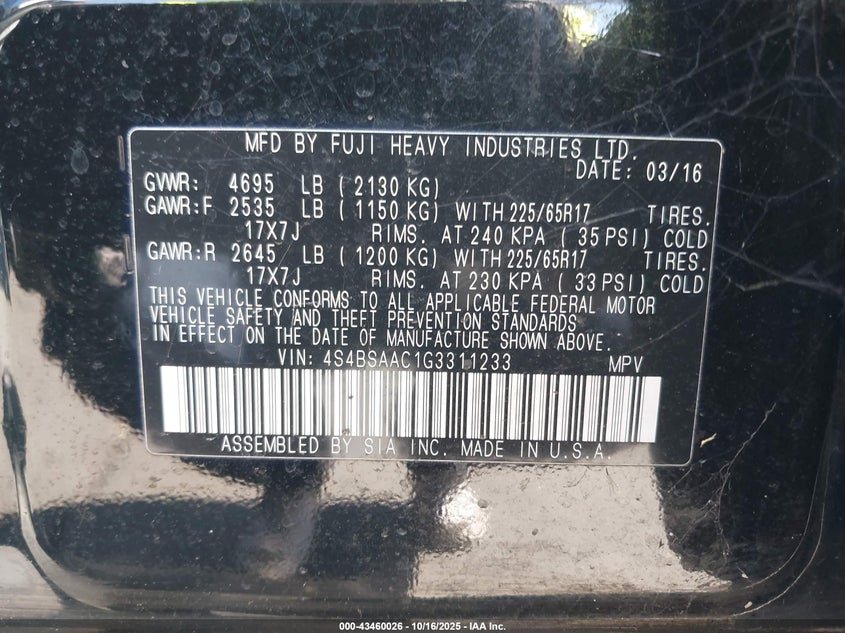 MFD BY FUJI HEAVY INDUSTRIES LTD.
DATE: 03/16
GVWR: 4695 LB ( 2130 KG)
GAWR:F 2535 LB ( 1150 KG) WITH 225/65R17 TIRES.
17X7J RIMS. AT 240 KPA ( 35 PSI) COLD
GAWR:R 2645 LB ( 1200 KG) WITH 225/65R17 TIRES.
17X7J RIMS. AT 230 KPA ( 33 PSI) COLD
THIS VEHICLE CONFORMS TO ALL APPLICABLE FEDERAL MOTOR
VEHICLE SAFETY AND THEFT PREVENTION STANDARDS
IN EFFECT ON THE DATE OF MANUFACTURE SHOWN ABOVE.
VIN: 4S4BSAAC1G3311233 MPV
ASSEMBLED BY SIA INC. MADE IN U.S.A.
000-43460026 - 10/16/2025 - IAA Inc.